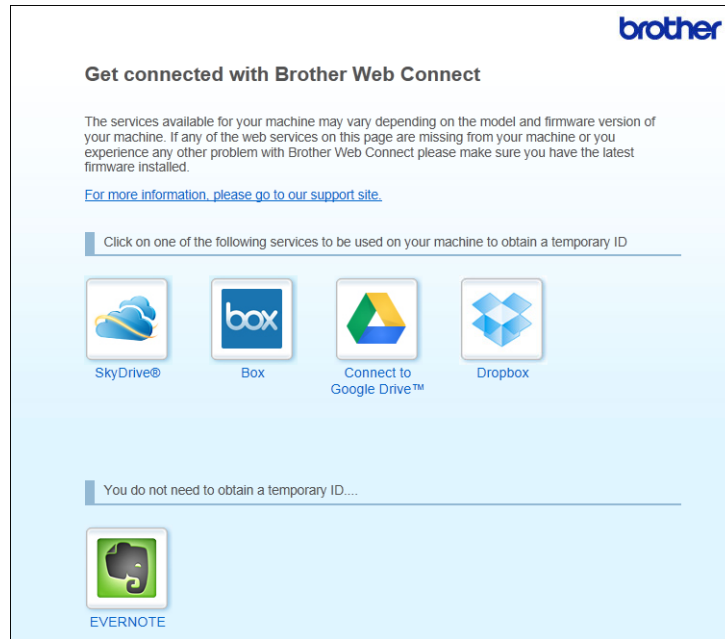 brother
Get connected with Brother Web Connect
The services available for your machine may vary depending on the model and firmware version of
your machine. If any of the web services on this page are missing from your machine or you
experience any other problem with Brother Web Connect please make sure you have the latest
firmware installed.
For more information, please go to our support site.
Click on one of the following services to be used on your machine to obtain a temporary ID
box
SkyDrive®
Box
Connect to
Google Drive™
Dropbox
You do not need to obtain a temporary ID....
EVERNOTE